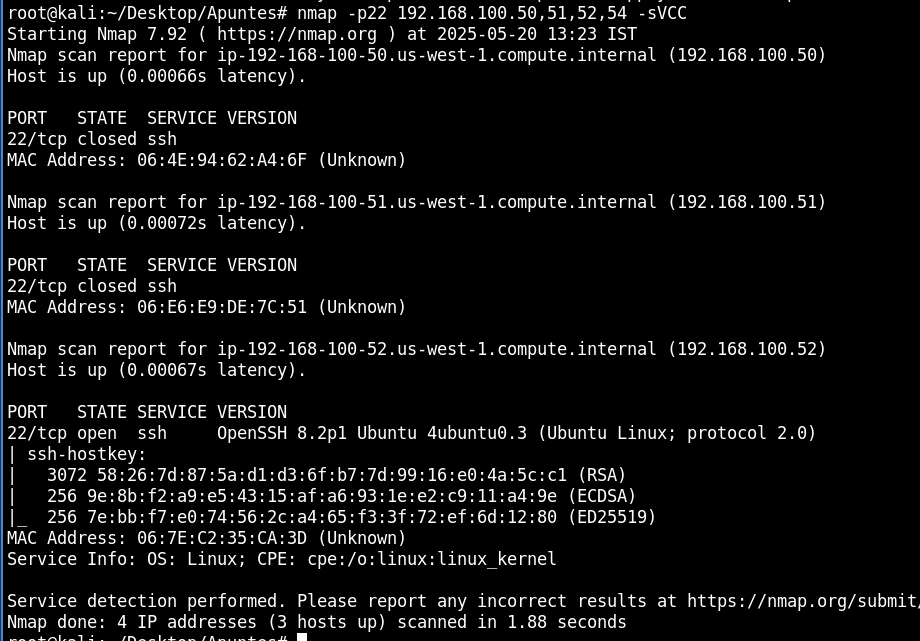 root@kali:~/Desktop/Apuntes# nmap -p22 192.168.100.50,51,52,54 -sVCC
Starting Nmap 7.92 ( https://nmap.org ) at 2025-05-20 13:23 IST
Nmap scan report for ip-192-168-100-50.us-west-1.compute.internal (192.168.100.50)
Host is up (0.00066s latency).
PORT   STATE  SERVICE VERSION
22/tcp closed ssh
MAC Address: 06:4E:94:62:A4:6F (Unknown)
Nmap scan report for ip-192-168-100-51.us-west-1.compute.internal (192.168.100.51)
Host is up (0.00072s latency).
PORT   STATE  SERVICE VERSION
22/tcp closed ssh
MAC Address: 06:E6:E9:DE:7C:51 (Unknown)
Nmap scan report for ip-192-168-100-52.us-west-1.compute.internal (192.168.100.52)
Host is up (0.00067s latency).
PORT   STATE SERVICE VERSION
22/tcp open  ssh     OpenSSH 8.2p1 Ubuntu 4ubuntu0.3 (Ubuntu Linux; protocol 2.0)
| ssh-hostkey:
|   3072 58:26:7d:87:5a:d1:d3:6f:b7:7d:99:16:e0:4a:5c:c1 (RSA)
|   256 9e:8b:f2:a9:e5:43:15:af:a6:93:1e:e2:c9:11:a4:9e (ECDSA)
|_  256 7e:bb:f7:e0:74:56:2c:a4:65:f3:3f:72:ef:6d:12:80 (ED25519)
MAC Address: 06:7E:C2:35:CA:3D (Unknown)
Service Info: OS: Linux; CPE: cpe:/o:linux:linux_kernel
Service detection performed. Please report any incorrect results at https://nmap.org/submit/
Nmap done: 4 IP addresses (3 hosts up) scanned in 1.88 seconds
root@kali:~/Desktop/Apuntes#